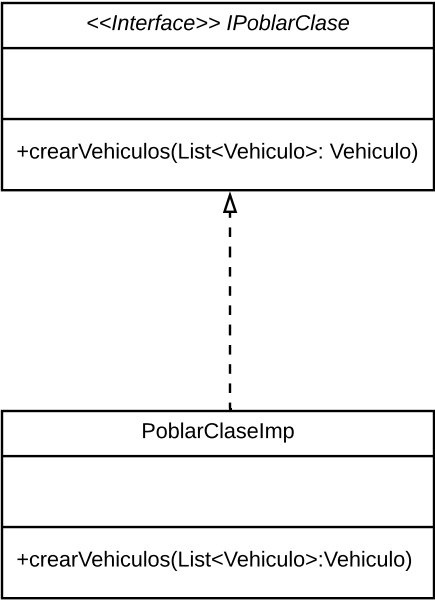 <<Interface>> IPoblarClase
+crearVehiculos(List<Vehiculo>: Vehiculo)
PoblarClaseImp
+crearVehiculos(List<Vehiculo>:Vehiculo)